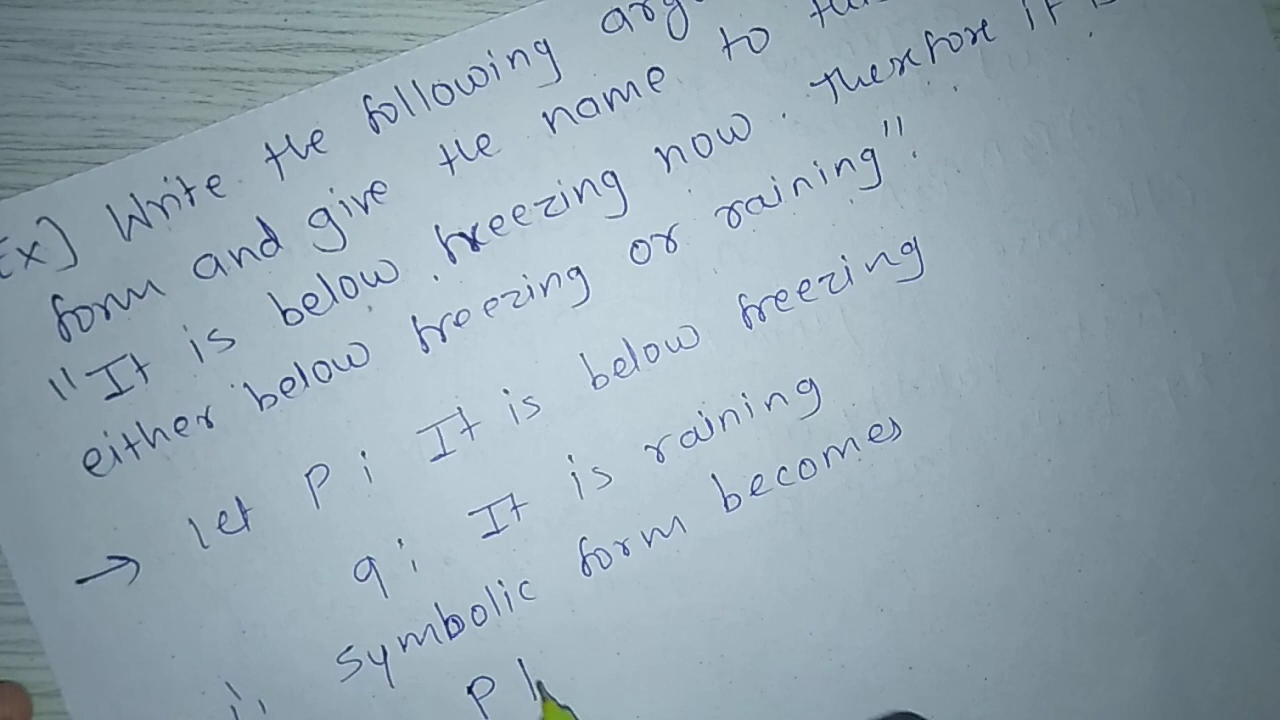 Ex] Write the following arg
form and give the name to
"It is below freezing now. Therefore it is
either below freezing or raining".
→ let p: It is below freezing
q: It is raining
symbolic form becomes
p